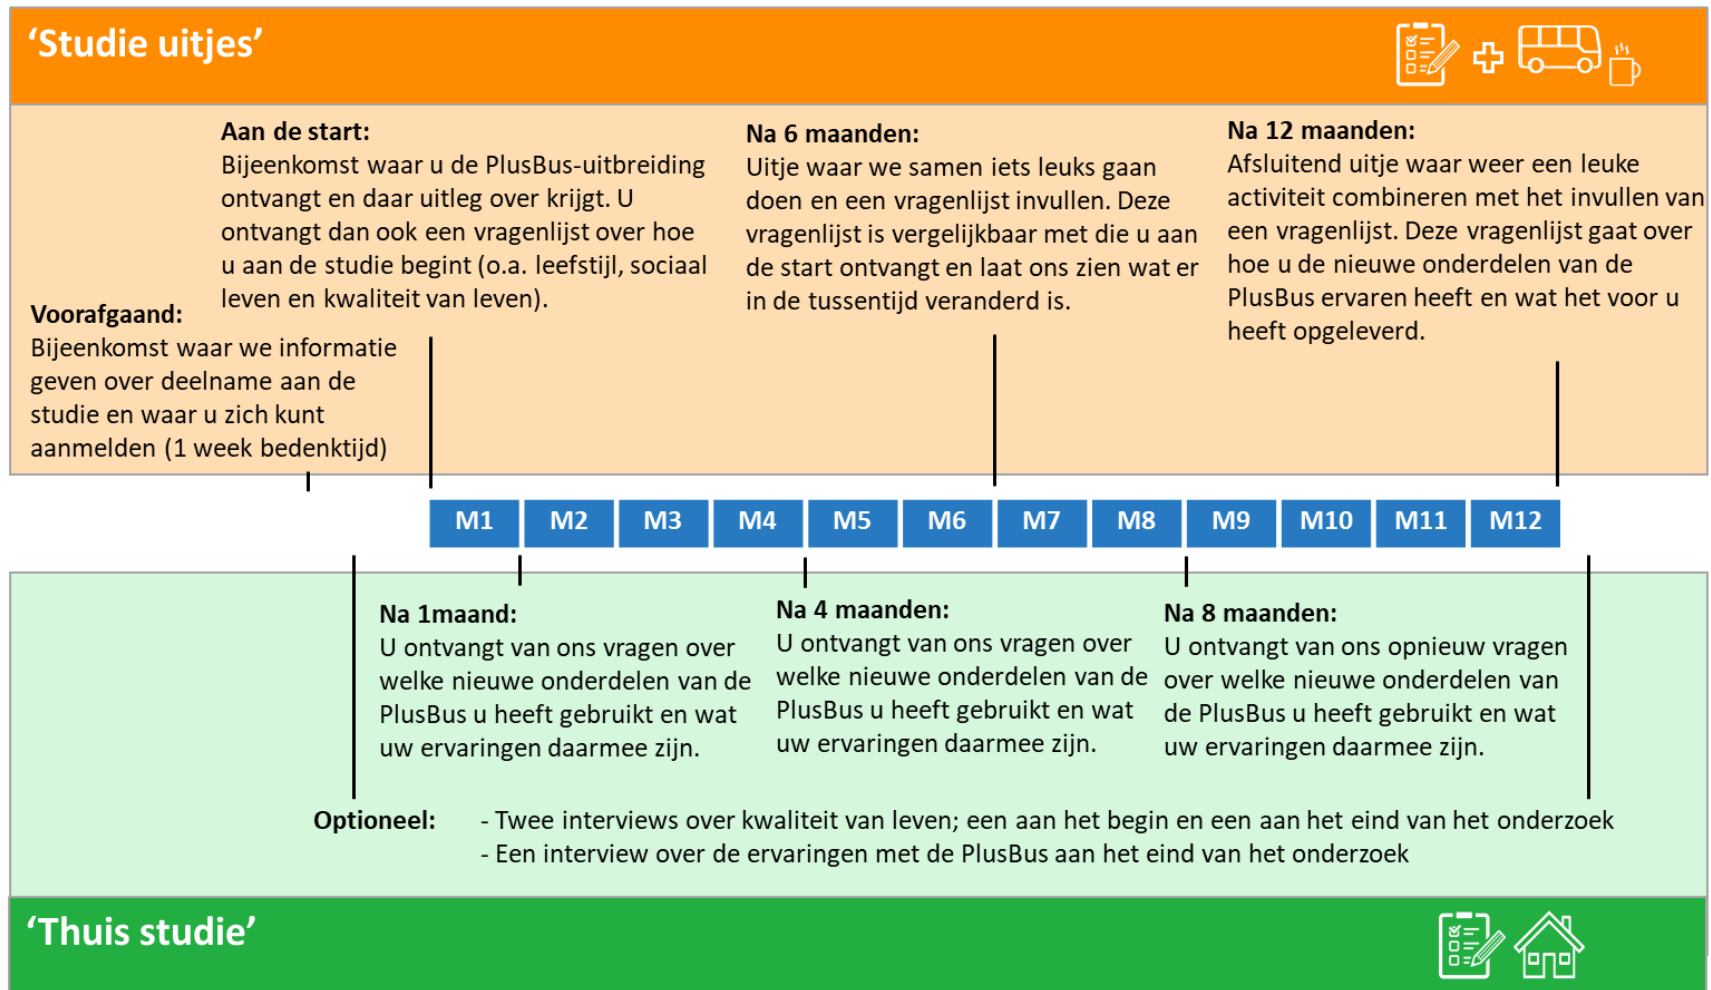 ‘Studie uitjes’
Voorafgaand:
Bijeenkomst waar we informatie
geven over deelname aan de
studie en waar u zich kunt
aanmelden (1 week bedenktijd)
Aan de start:
Bijeenkomst waar u de PlusBus-uitbreiding
ontvangt en daar uitleg over krijgt. U
ontvangt dan ook een vragenlijst over hoe
u aan de studie begint (o.a. leefstijl, sociaal
leven en kwaliteit van leven).
Na 6 maanden:
Uitje waar we samen iets leuks gaan
doen en een vragenlijst invullen. Deze
vragenlijst is vergelijkbaar met die u aan
de start ontvangt en laat ons zien wat er
in de tussentijd veranderd is.
Na 12 maanden:
Afsluitend uitje waar weer een leuke
activiteit combineren met het invullen van
een vragenlijst. Deze vragenlijst gaat over
hoe u de nieuwe onderdelen van de
PlusBus ervaren heeft en wat het voor u
heeft opgeleverd.
M1 M2 M3 M4 M5 M6 M7 M8 M9 M10 M11 M12
Na 1maand:
U ontvangt van ons vragen over
welke nieuwe onderdelen van de
PlusBus u heeft gebruikt en wat
uw ervaringen daarmee zijn.
Na 4 maanden:
U ontvangt van ons vragen over
welke nieuwe onderdelen van de
PlusBus u heeft gebruikt en wat
uw ervaringen daarmee zijn.
Na 8 maanden:
U ontvangt van ons opnieuw vragen
over welke nieuwe onderdelen van
de PlusBus u heeft gebruikt en wat
uw ervaringen daarmee zijn.
Optioneel: - Twee interviews over kwaliteit van leven; een aan het begin en een aan het eind van het onderzoek
- Een interview over de ervaringen met de PlusBus aan het eind van het onderzoek
‘Thuis studie’